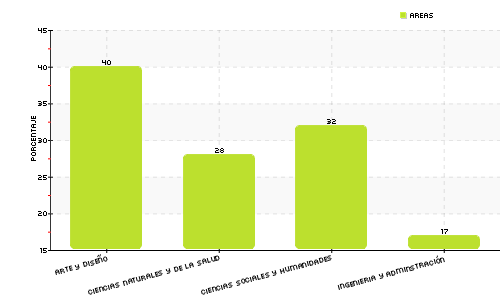 AREAS
45
40
35
30
25
20
15
PORCENTAJE
40
28
32
17
ARTE Y DISEÑO
CIENCIAS NATURALES Y DE LA SALUD
CIENCIAS SOCIALES Y HUMANIDADES
INGENIERIA Y ADMINSTRACIÓN